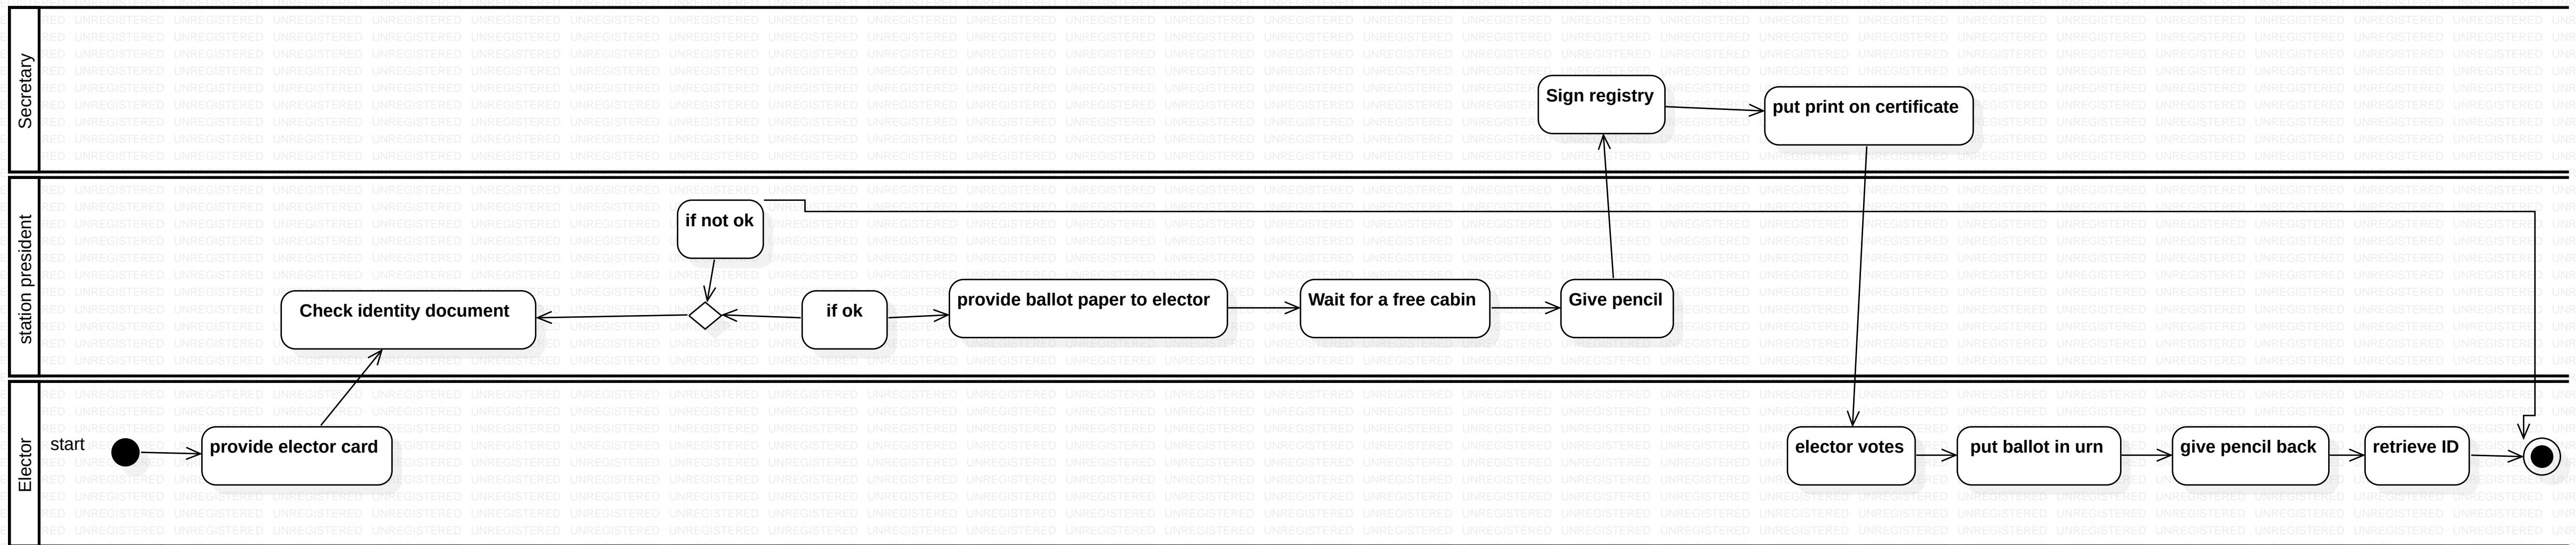 Secretary
Sign registry
put print on certificate
station president
if not ok
Check identity document
if ok
provide ballot paper to elector
Wait for a free cabin
Give pencil
Elector
start
provide elector card
elector votes
put ballot in urn
give pencil back
retrieve ID
UNREGISTERED